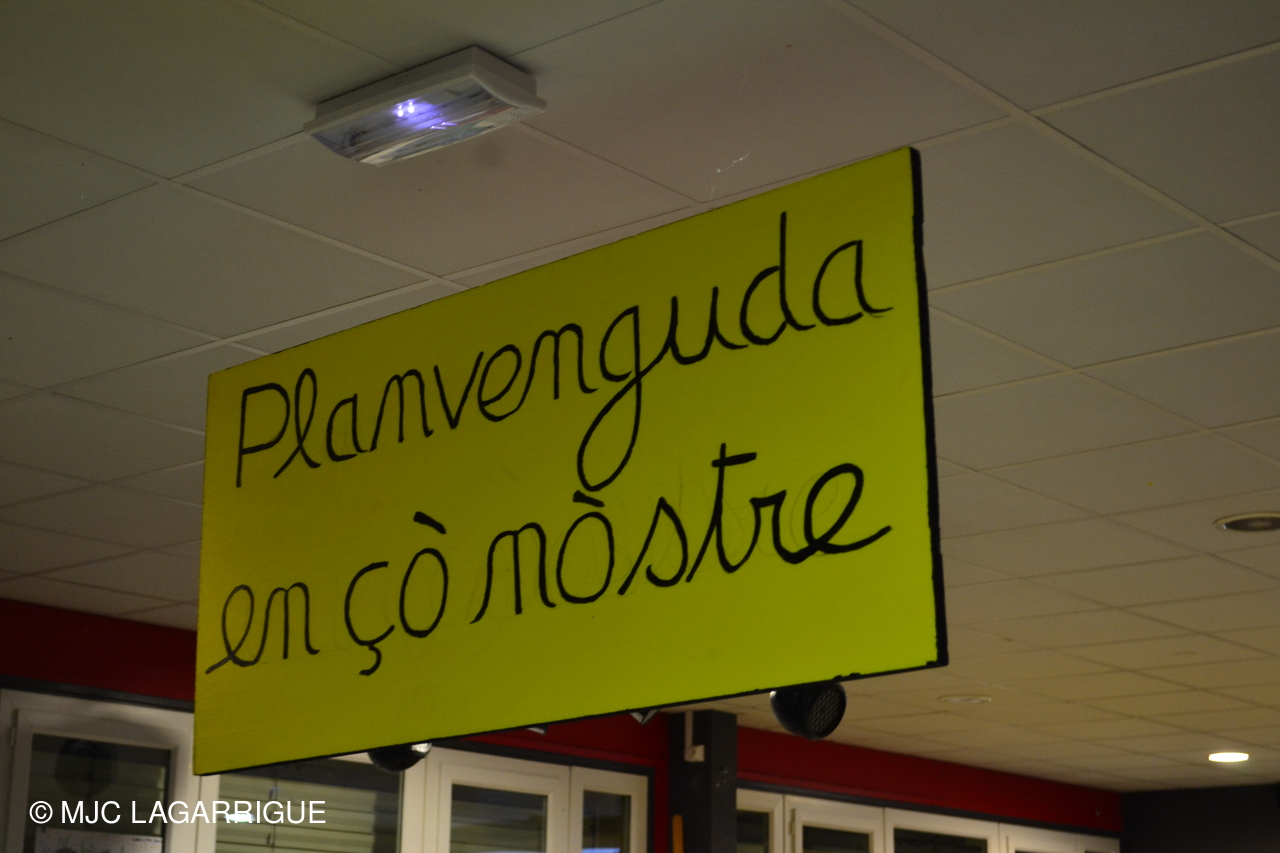 Planvenguda
en çò nòstre
© MJC LAGARRIGUE